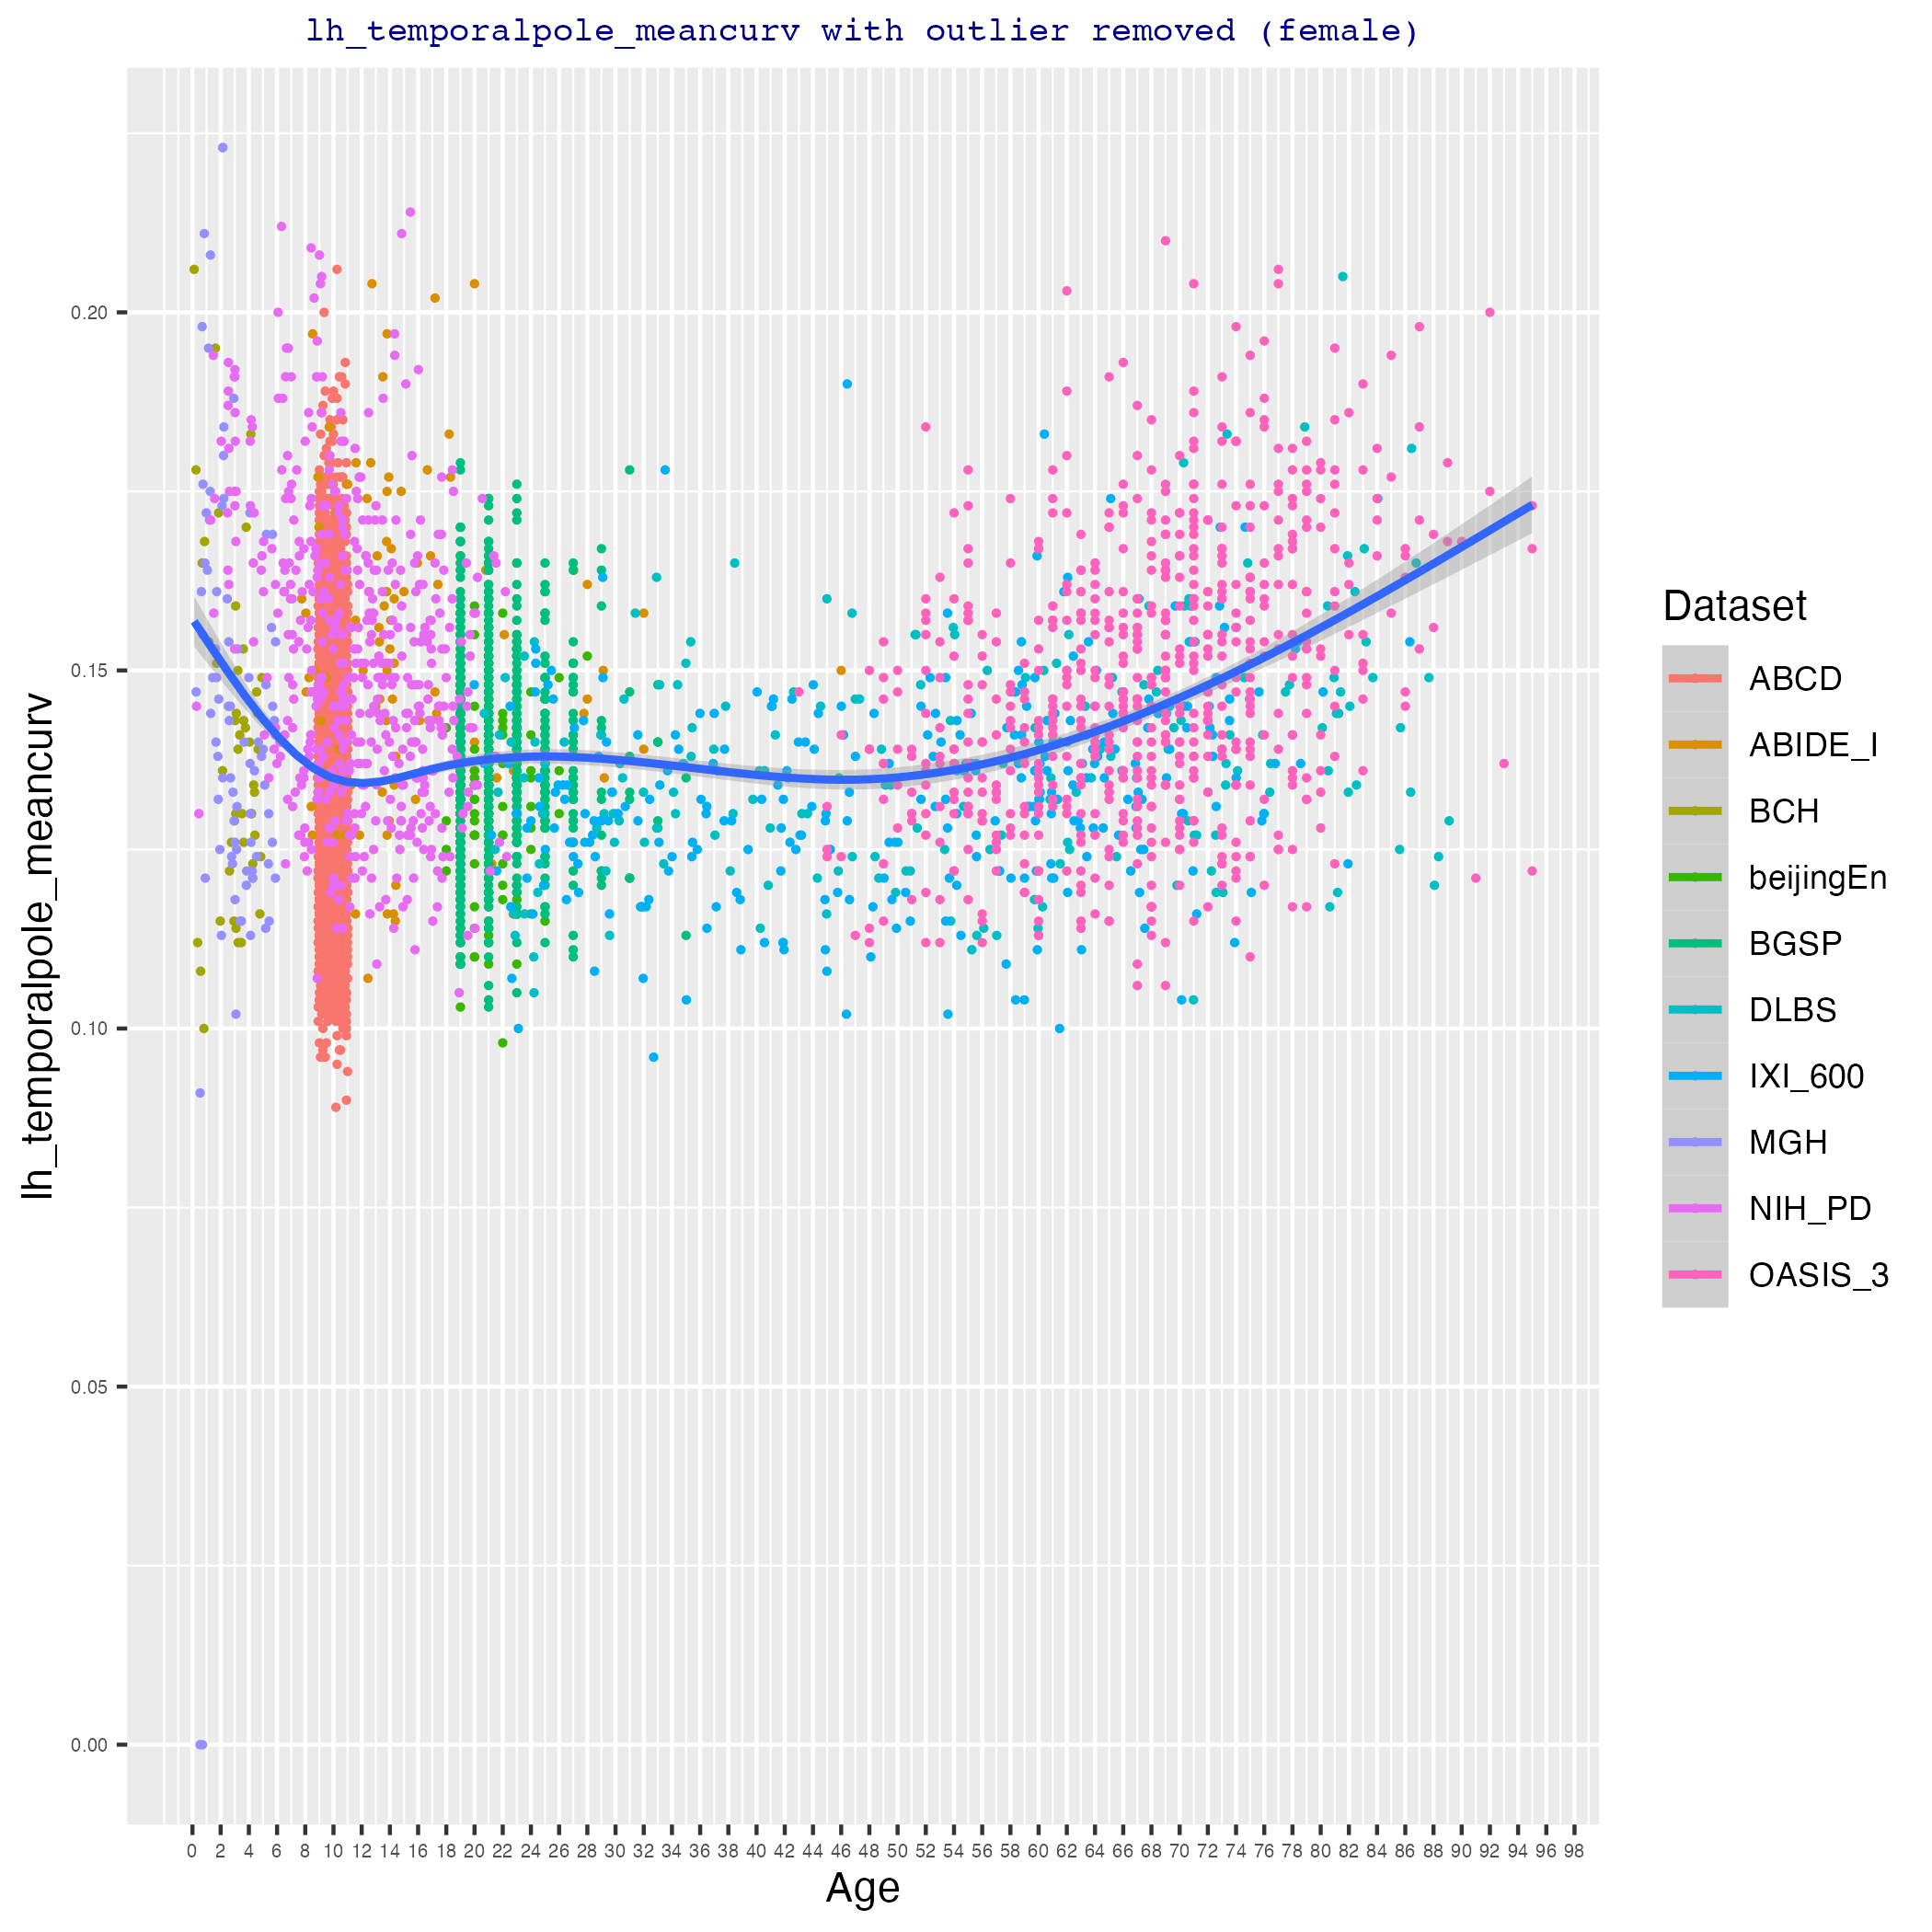 lh_temporalpole_meancurv with outlier removed (female)
lh_temporalpole_meancurv
0.20
0.15
0.10
0.05
0.00
0 2 4 6 8 10 12 14 16 18 20 22 24 26 28 30 32 34 36 38 40 42 44 46 48 50 52 54 56 58 60 62 64 66 68 70 72 74 76 78 80 82 84 86 88 90 92 94 96 98
Age
Dataset
ABCD
ABIDE_I
BCH
beijingEn
BGSP
DLBS
IXI_600
MGH
NIH_PD
OASIS_3